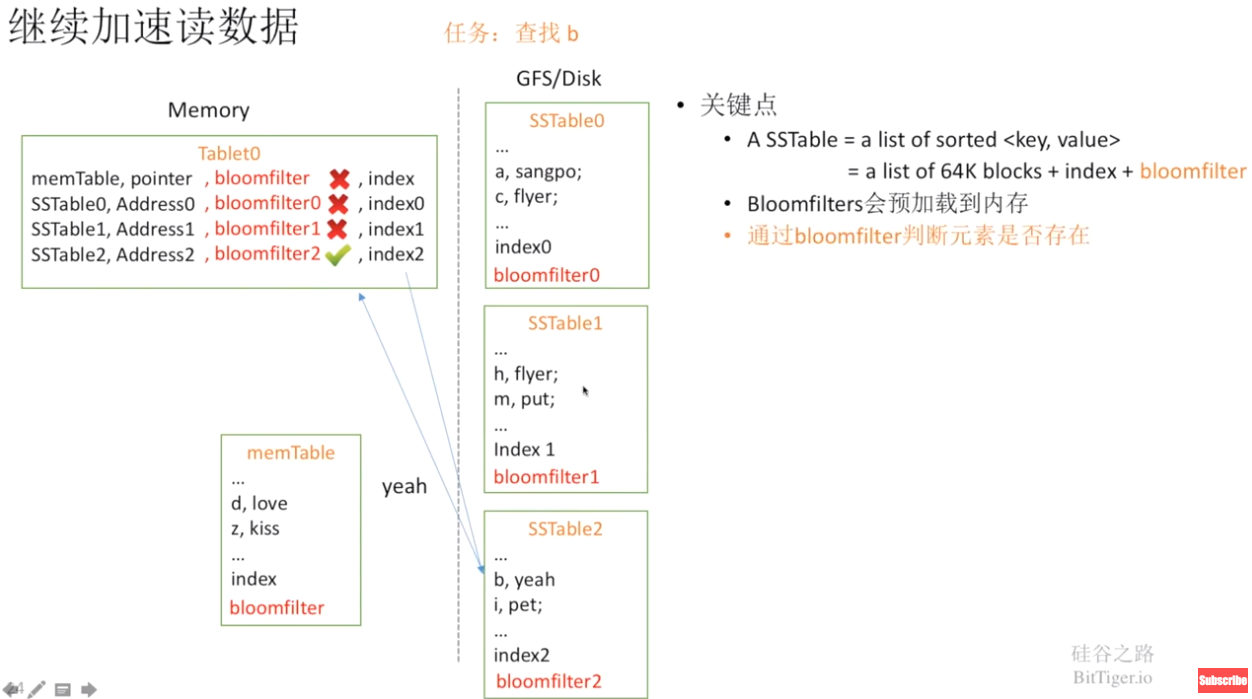 继续加速读数据
任务：查找 b
Memory
Tablet0
memTable, pointer , bloomfilter ❌ , index
SSTable0, Address0 , bloomfilter0 ❌ , index0
SSTable1, Address1 , bloomfilter1 ❌ , index1
SSTable2, Address2 , bloomfilter2 ✔ , index2
memTable
...
d, love
z, kiss
...
index
bloomfilter
yeah
GFS/Disk
SSTable0
...
a, sangpo;
c, flyer;
...
index0
bloomfilter0
SSTable1
...
h, flyer;
m, put;
...
Index 1
bloomfilter1
SSTable2
...
b, yeah
i, pet;
...
index2
bloomfilter2
• 关键点
• A SSTable = a list of sorted <key, value>
= a list of 64K blocks + index + bloomfilter
• Bloomfilters会预加载到内存
• 通过bloomfilter判断元素是否存在
硅谷之路
BitTiger.io
Subscribe